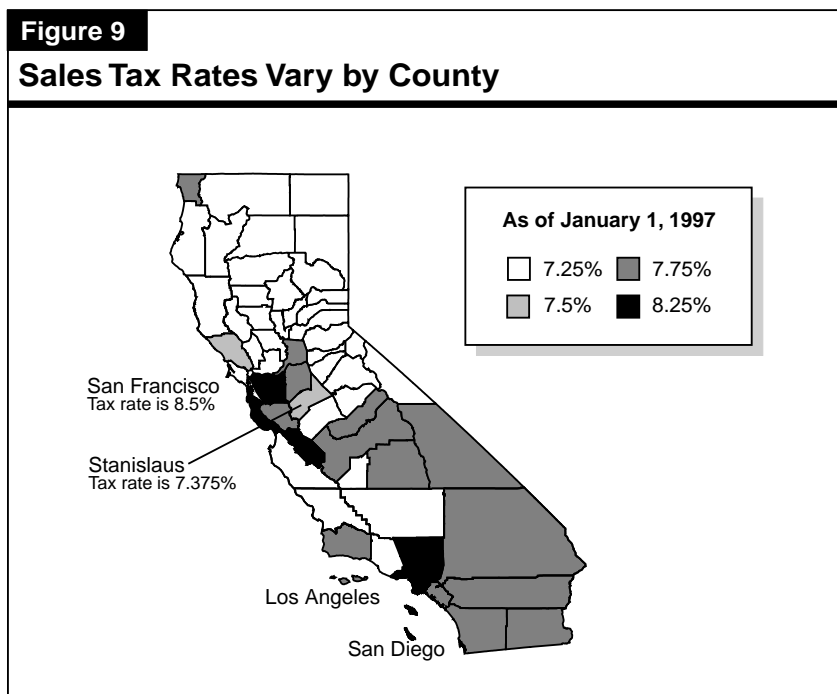 Figure 9
Sales Tax Rates Vary by County
As of January 1, 1997
7.25%
7.75%
7.5%
8.25%
San Francisco
Tax rate is 8.5%
Stanislaus
Tax rate is 7.375%
Los Angeles
San Diego